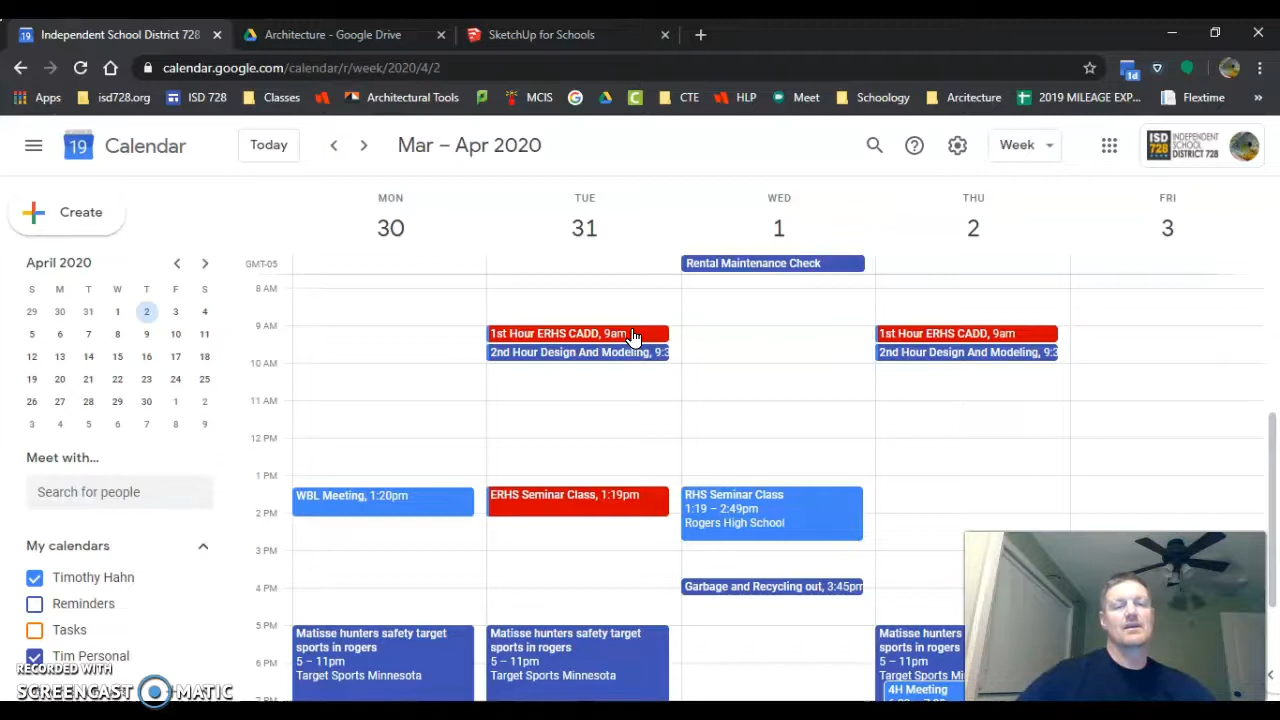 Independent School District 728
Architecture - Google Drive
SketchUp for Schools
calendar.google.com/calendar/r/week/2020/4/2
1d
Apps
isd728.org
ISD 728
Classes
Architectural Tools
MCIS
CTE
HLP
Meet
Schoology
Arcitecture
2019 MILEAGE EXP...
Flextime
»
19
Calendar
Today
Mar – Apr 2020
Week
ISD 728
INDEPENDENT
SCHOOL
DISTRICT 728
Create
MON
30
TUE
31
WED
1
THU
2
FRI
3
GMT-05
Rental Maintenance Check
8 AM
9 AM
10 AM
11 AM
12 PM
1 PM
2 PM
3 PM
4 PM
5 PM
6 PM
1st Hour ERHS CADD, 9am
2nd Hour Design And Modeling, 9:3
1st Hour ERHS CADD, 9am
2nd Hour Design And Modeling, 9:3
WBL Meeting, 1:20pm
ERHS Seminar Class, 1:19pm
RHS Seminar Class
1:19 – 2:49pm
Rogers High School
Garbage and Recycling out, 3:45pm
Matisse hunters safety target
sports in rogers
5 – 11pm
Target Sports Minnesota
Matisse hunters safety target
sports in rogers
5 – 11pm
Target Sports Minnesota
Matisse hunters
sports in rogers
5 – 11pm
Target Sports Mi
4H Meeting
April 2020
S M T W T F S
29 30 31 1 2 3 4
5 6 7 8 9 10 11
12 13 14 15 16 17 18
19 20 21 22 23 24 25
26 27 28 29 30 1 2
3 4 5 6 7 8 9
Meet with...
Search for people
My calendars
Timothy Hahn
Reminders
Tasks
Tim Personal
RECORDED WITH
SCREENCAST MATIC